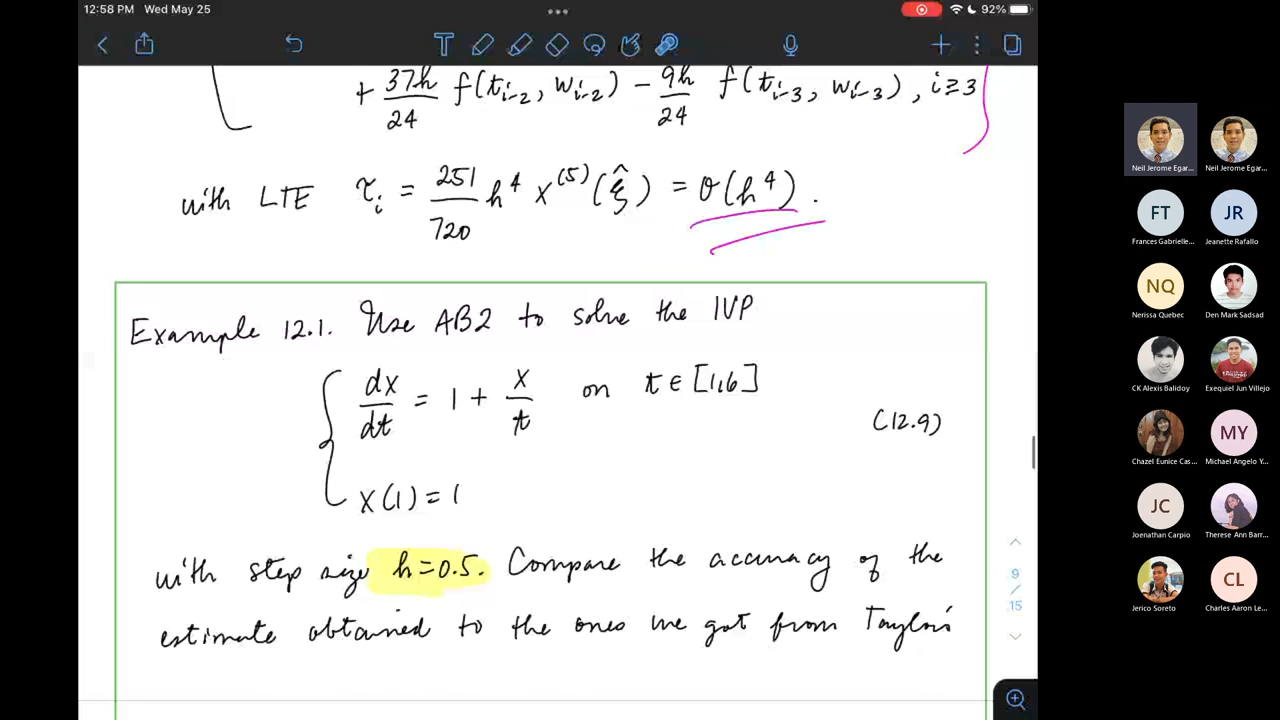 12:58 PM Wed May 25
92%
+ 37h/24 f(t_{i-2}, w_{i-2}) - 9h/24 f(t_{i-3}, w_{i-3}), i≥3
with LTE τ_i = 251/720 h^4 x^{(5)}(ξ̂) = O(h^4).
Example 12.1. Use AB2 to solve the IVP
dx/dt = 1 + x/t on t ∈ [1,6]
(12.9)
x(1) = 1
with step size h=0.5. Compare the accuracy of the
estimate obtained to the ones we got from Taylor's
9
/
15
Neil Jerome Egar...
Neil Jerome Egar...
FT
JR
Frances Gabrielle...
Jeanette Rafallo
NQ
Nerissa Quebec
Den Mark Sadsad
CK Alexis Balidoy
Exequiel Jun Villejo
MY
Chazel Eunice Cas...
Michael Angelo Y...
JC
Joenathan Carpio
Therese Ann Barr...
CL
Jerico Soreto
Charles Aaron Le...